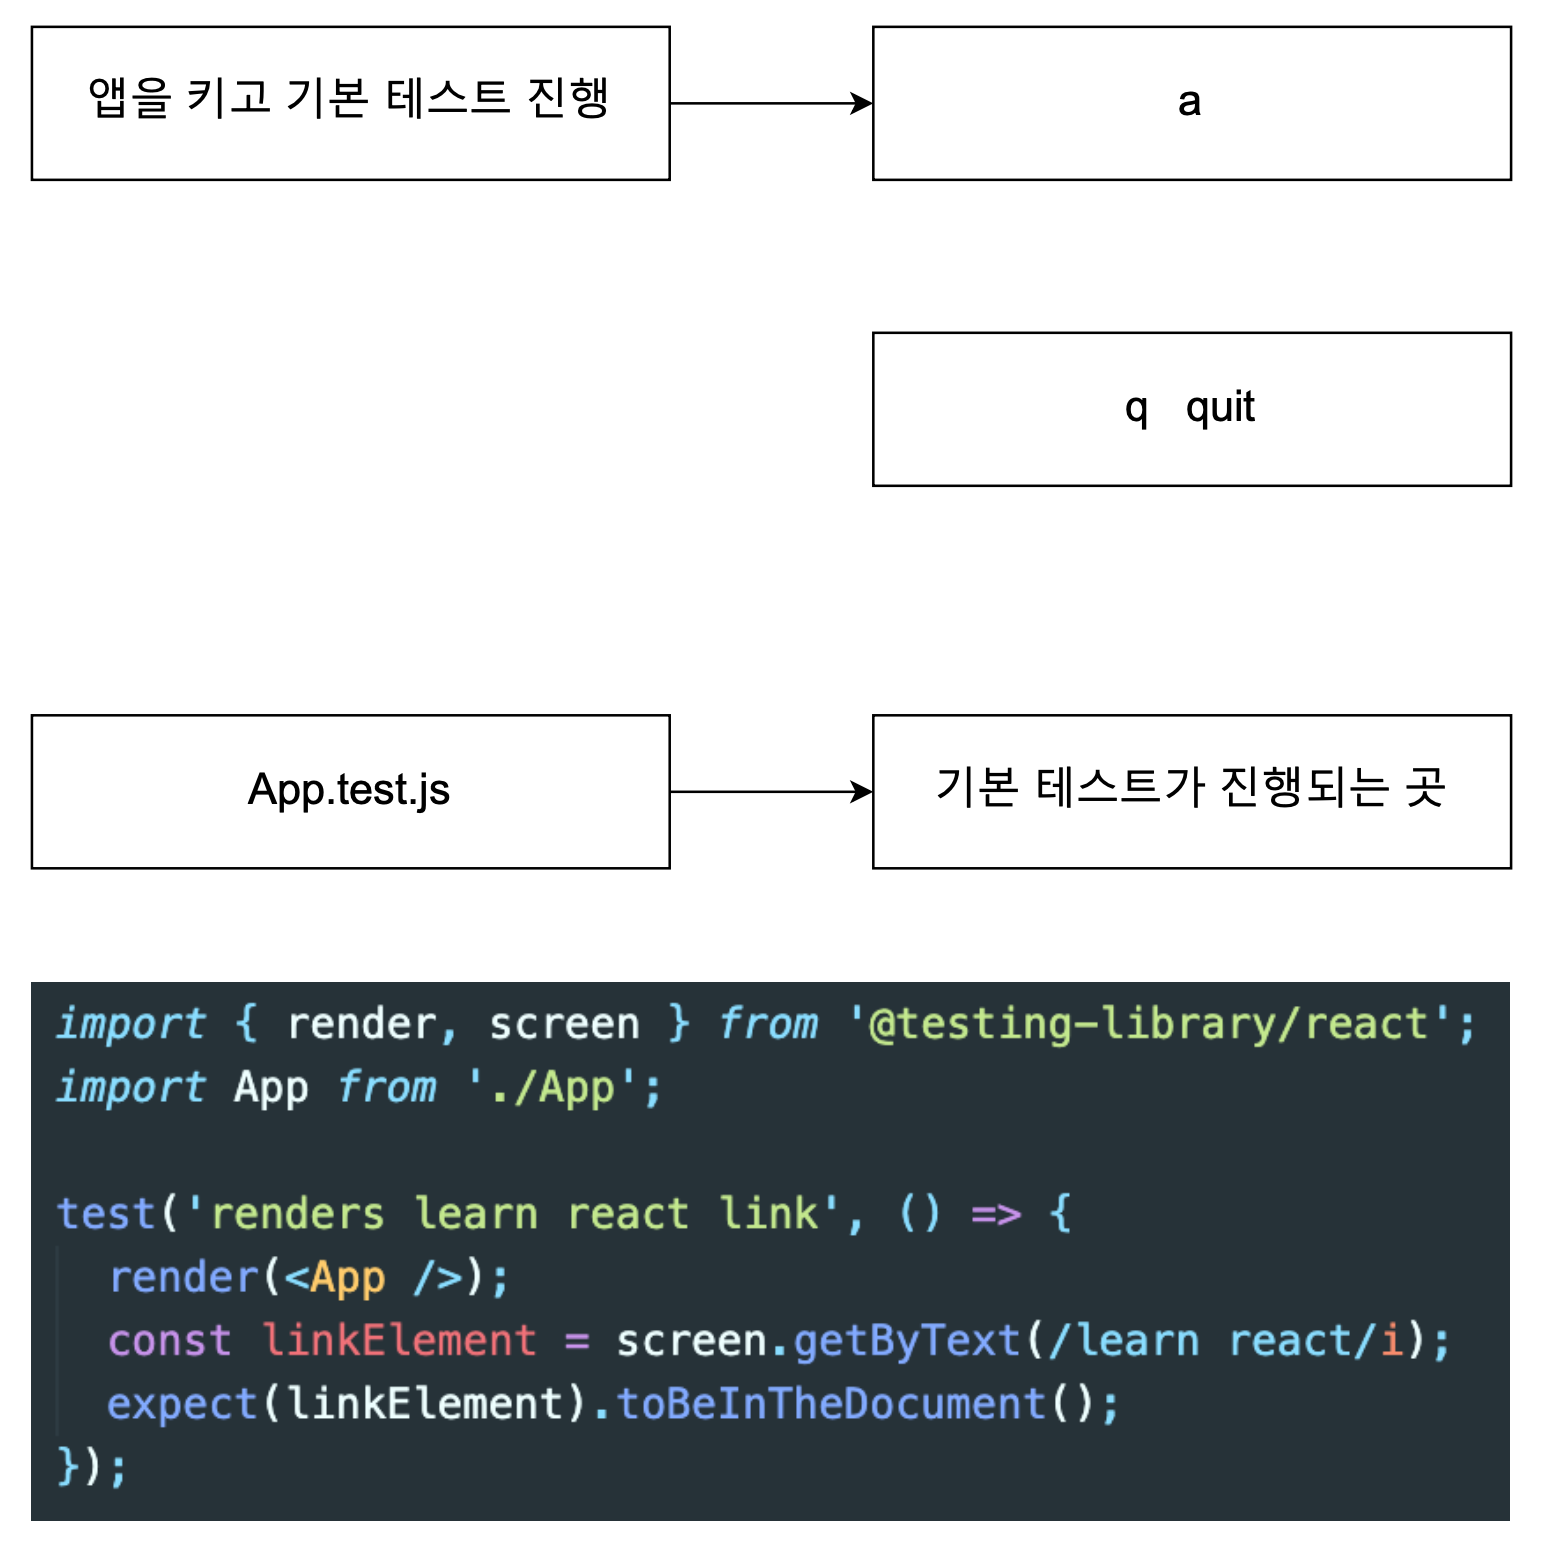 앱을 키고 기본 테스트 진행
a
q quit
App.test.js
기본 테스트가 진행되는 곳
import { render, screen } from '@testing-library/react';
import App from './App';
test('renders learn react link', () => {
render(<App />);
const linkElement = screen.getByText(/learn react/i);
expect(linkElement).toBeInTheDocument();
});